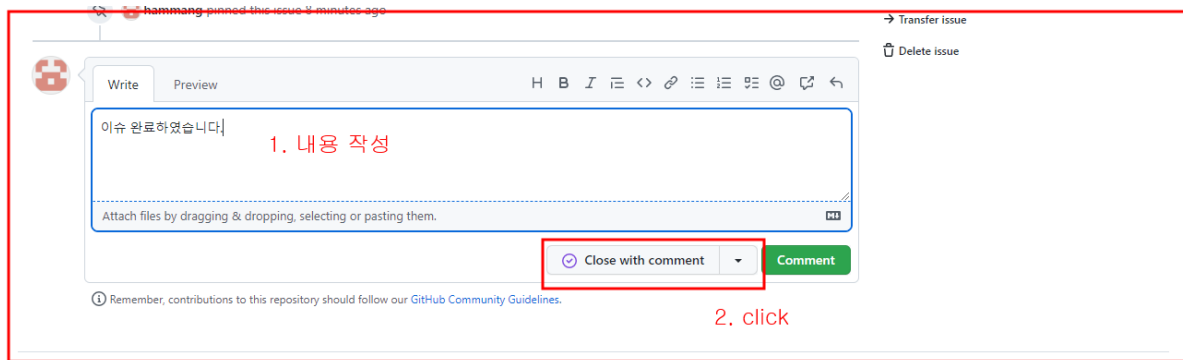 hammang pinned this issue 8 minutes ago
Transfer issue
Delete issue
Write Preview
이슈 완료하였습니다.
1. 내용 작성
Attach files by dragging & dropping, selecting or pasting them.
Close with comment
Comment
Remember, contributions to this repository should follow our GitHub Community Guidelines.
2. click